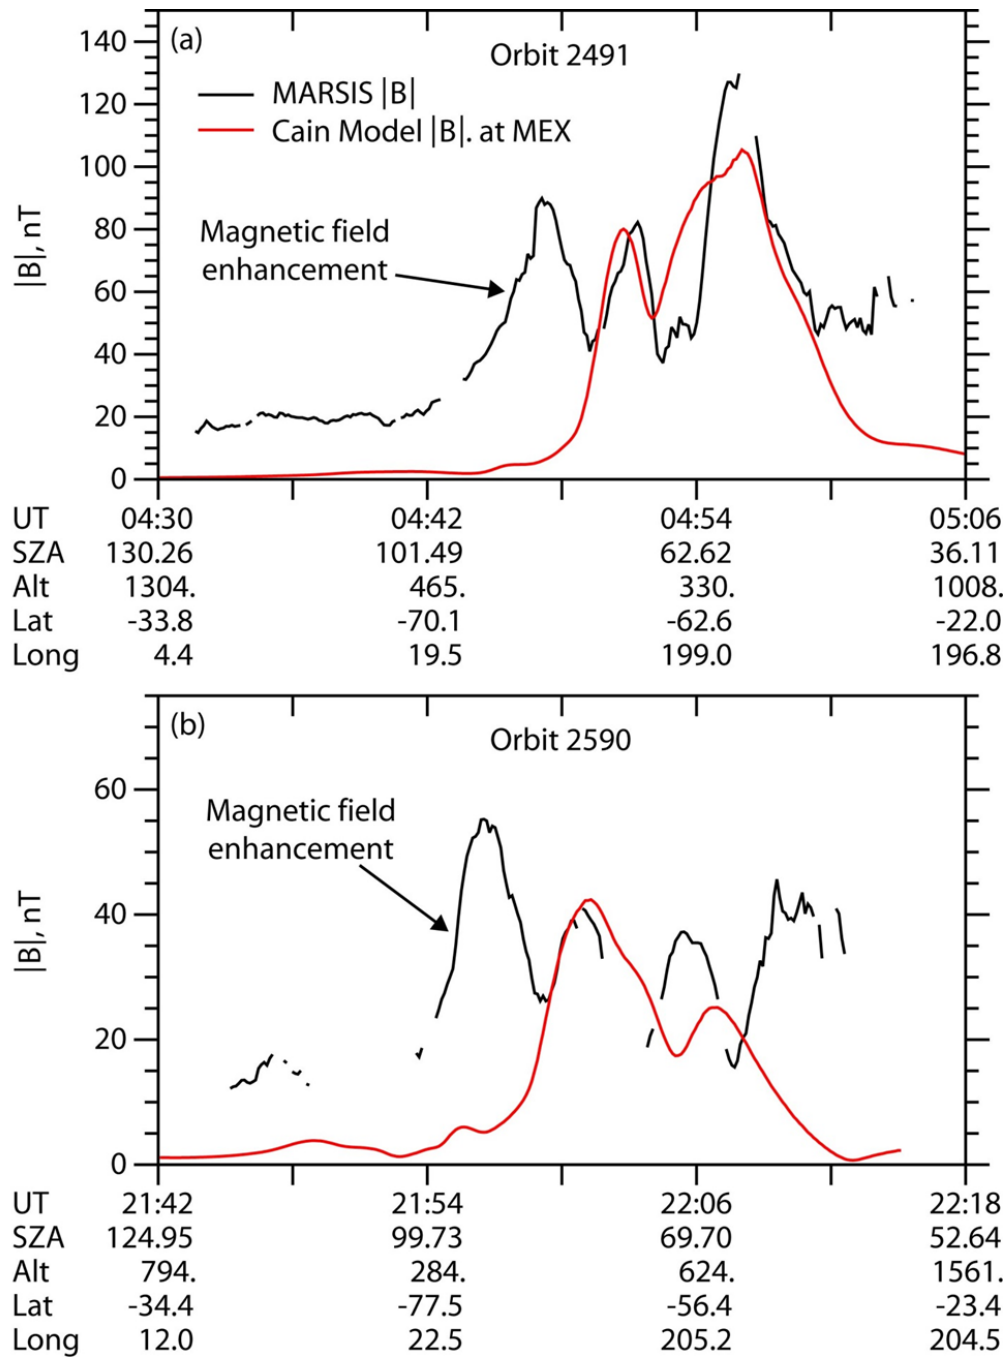 (a)
Orbit 2491
MARSIS |B|
Cain Model |B|. at MEX
Magnetic field
enhancement
|B|, nT
140
120
100
80
60
40
20
0
UT 04:30 04:42 04:54 05:06
SZA 130.26 101.49 62.62 36.11
Alt 1304. 465. 330. 1008.
Lat -33.8 -70.1 -62.6 -22.0
Long 4.4 19.5 199.0 196.8
(b)
Orbit 2590
Magnetic field
enhancement
|B|, nT
60
40
20
0
UT 21:42 21:54 22:06 22:18
SZA 124.95 99.73 69.70 52.64
Alt 794. 284. 624. 1561.
Lat -34.4 -77.5 -56.4 -23.4
Long 12.0 22.5 205.2 204.5